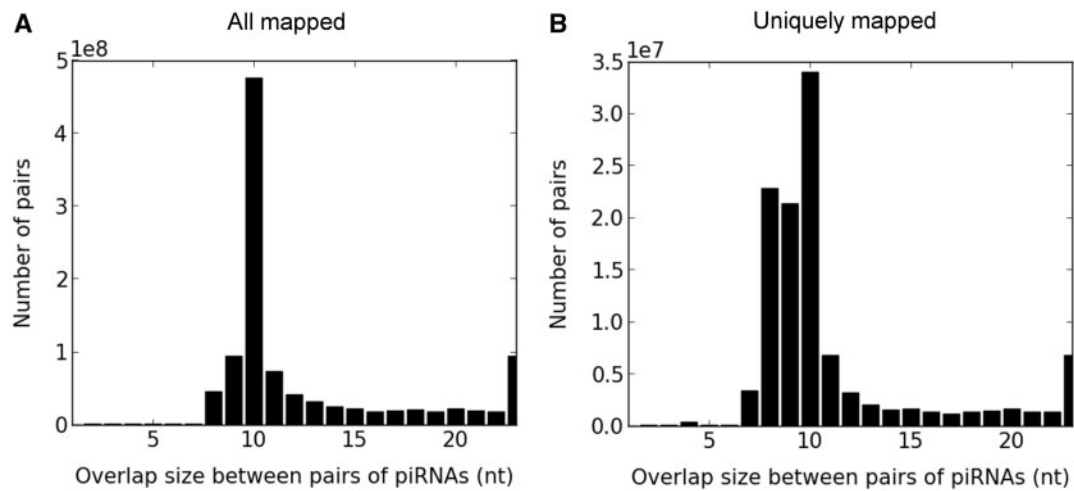 A
All mapped
1e8
5
4
3
2
1
0
Number of pairs
5
10
15
20
Overlap size between pairs of piRNAs (nt)
B
Uniquely mapped
1e7
3.5
3.0
2.5
2.0
1.5
1.0
0.5
0.0
Number of pairs
5
10
15
20
Overlap size between pairs of piRNAs (nt)